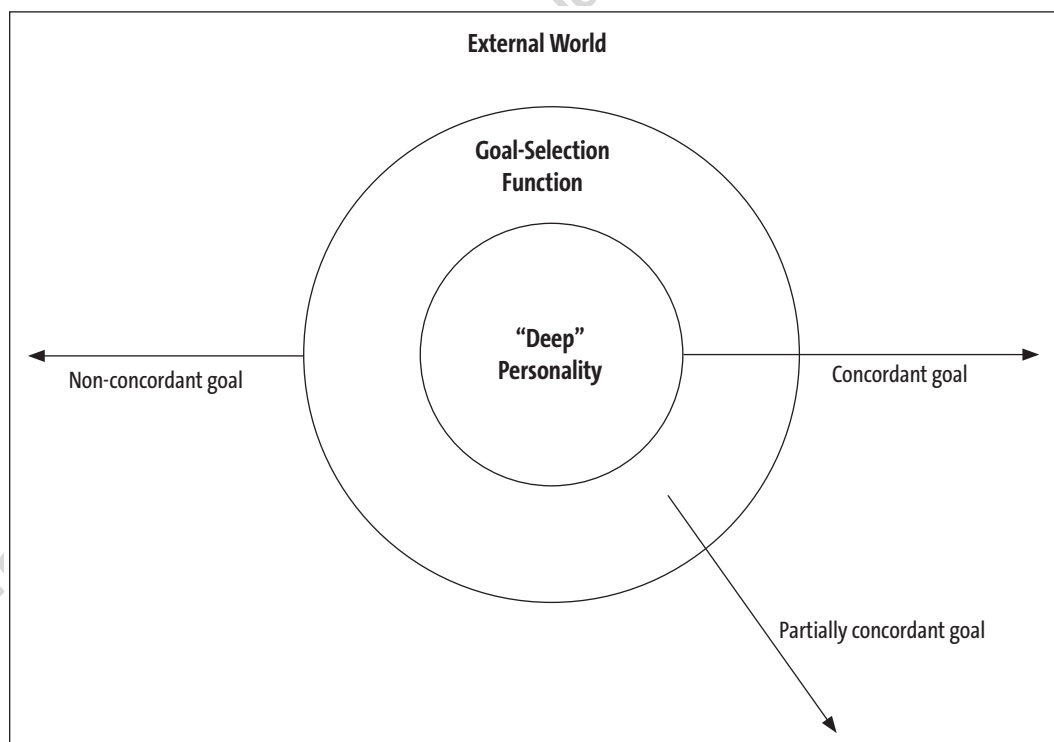 External World
Goal-Selection
Function
“Deep”
Personality
Non-concordant goal
Concordant goal
Partially concordant goal